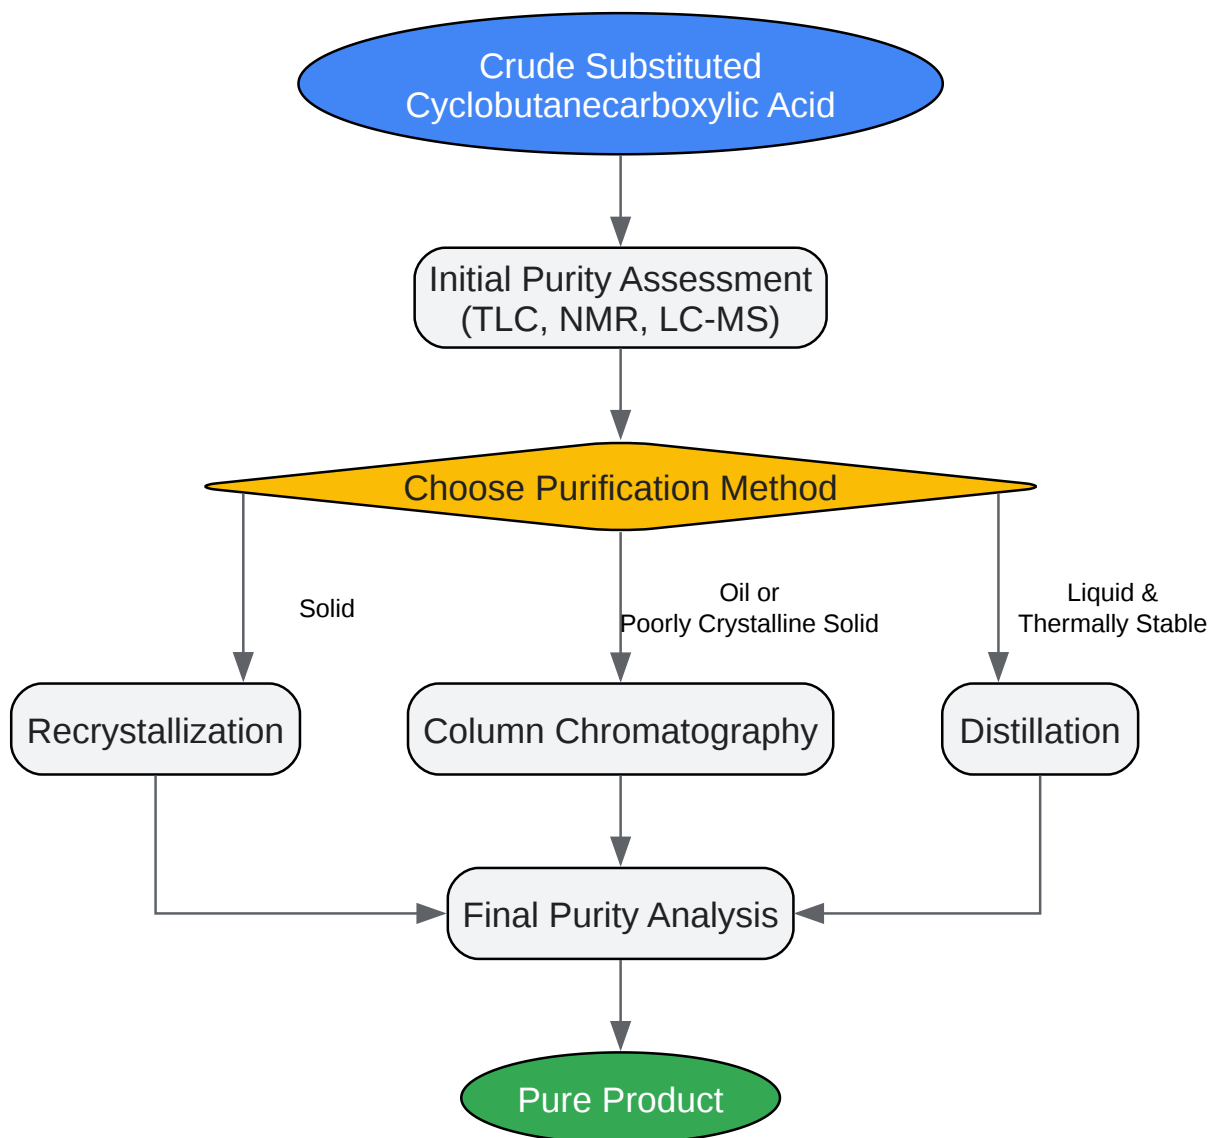 Crude Substituted
Cyclobutanecarboxylic Acid
Initial Purity Assessment
(TLC, NMR, LC-MS)
Choose Purification Method
Solid
Oil or
Poorly Crystalline Solid
Liquid &
Thermally Stable
Recrystallization
Column Chromatography
Distillation
Final Purity Analysis
Pure Product